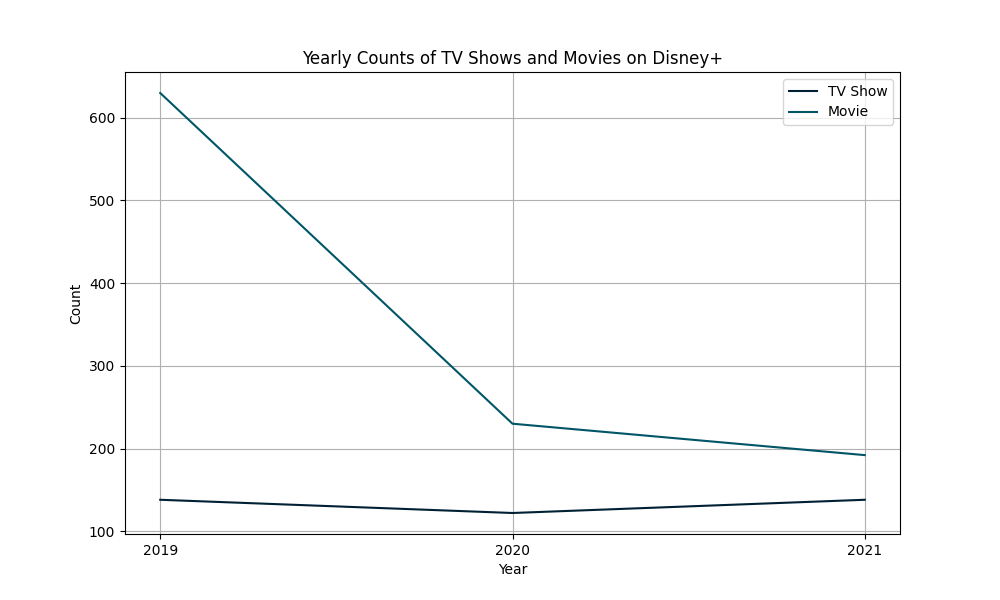 Yearly Counts of TV Shows and Movies on Disney+
TV Show
Movie
600
500
400
300
200
100
Count
2019
2020
2021
Year